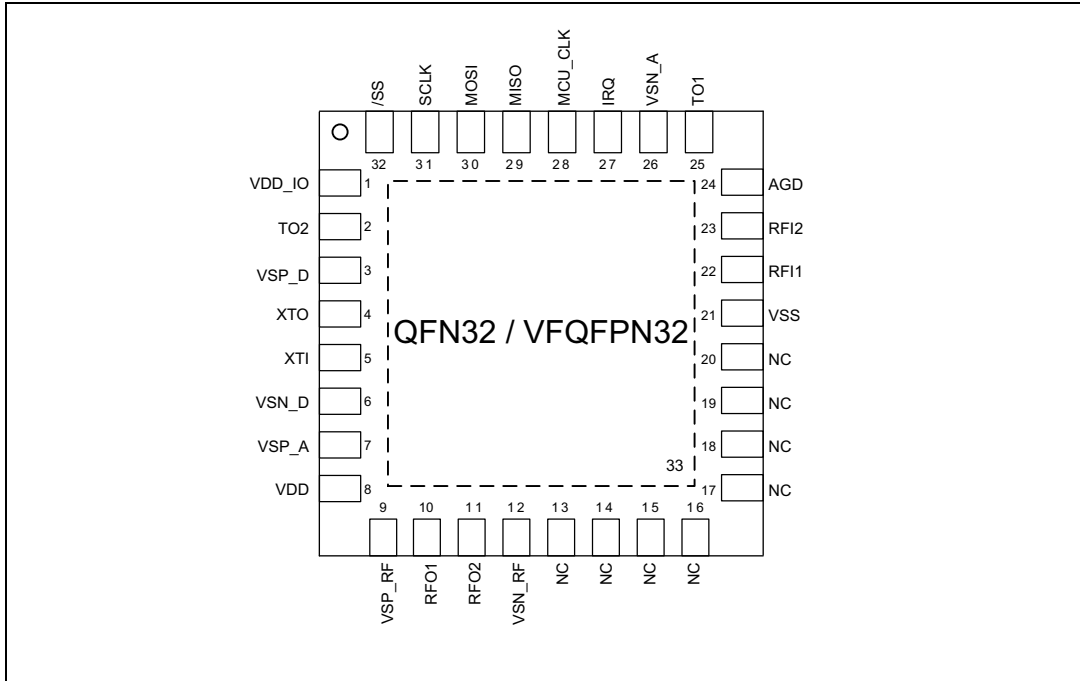 /SS SCLK MOSI MISO MCU_CLK IRQ VSN_A TO1
32 31 30 29 28 27 26 25
VDD_IO 1 24 AGD
TO2 2 23 RFI2
VSP_D 3 22 RFI1
XTO 4 21 VSS
QFN32 / VFQFPN32
XTI 5 20 NC
VSN_D 6 19 NC
VSP_A 7 18 NC
33
VDD 8 17 NC
9 10 11 12 13 14 15 16
VSP_RF RFO1 RFO2 VSN_RF NC NC NC NC